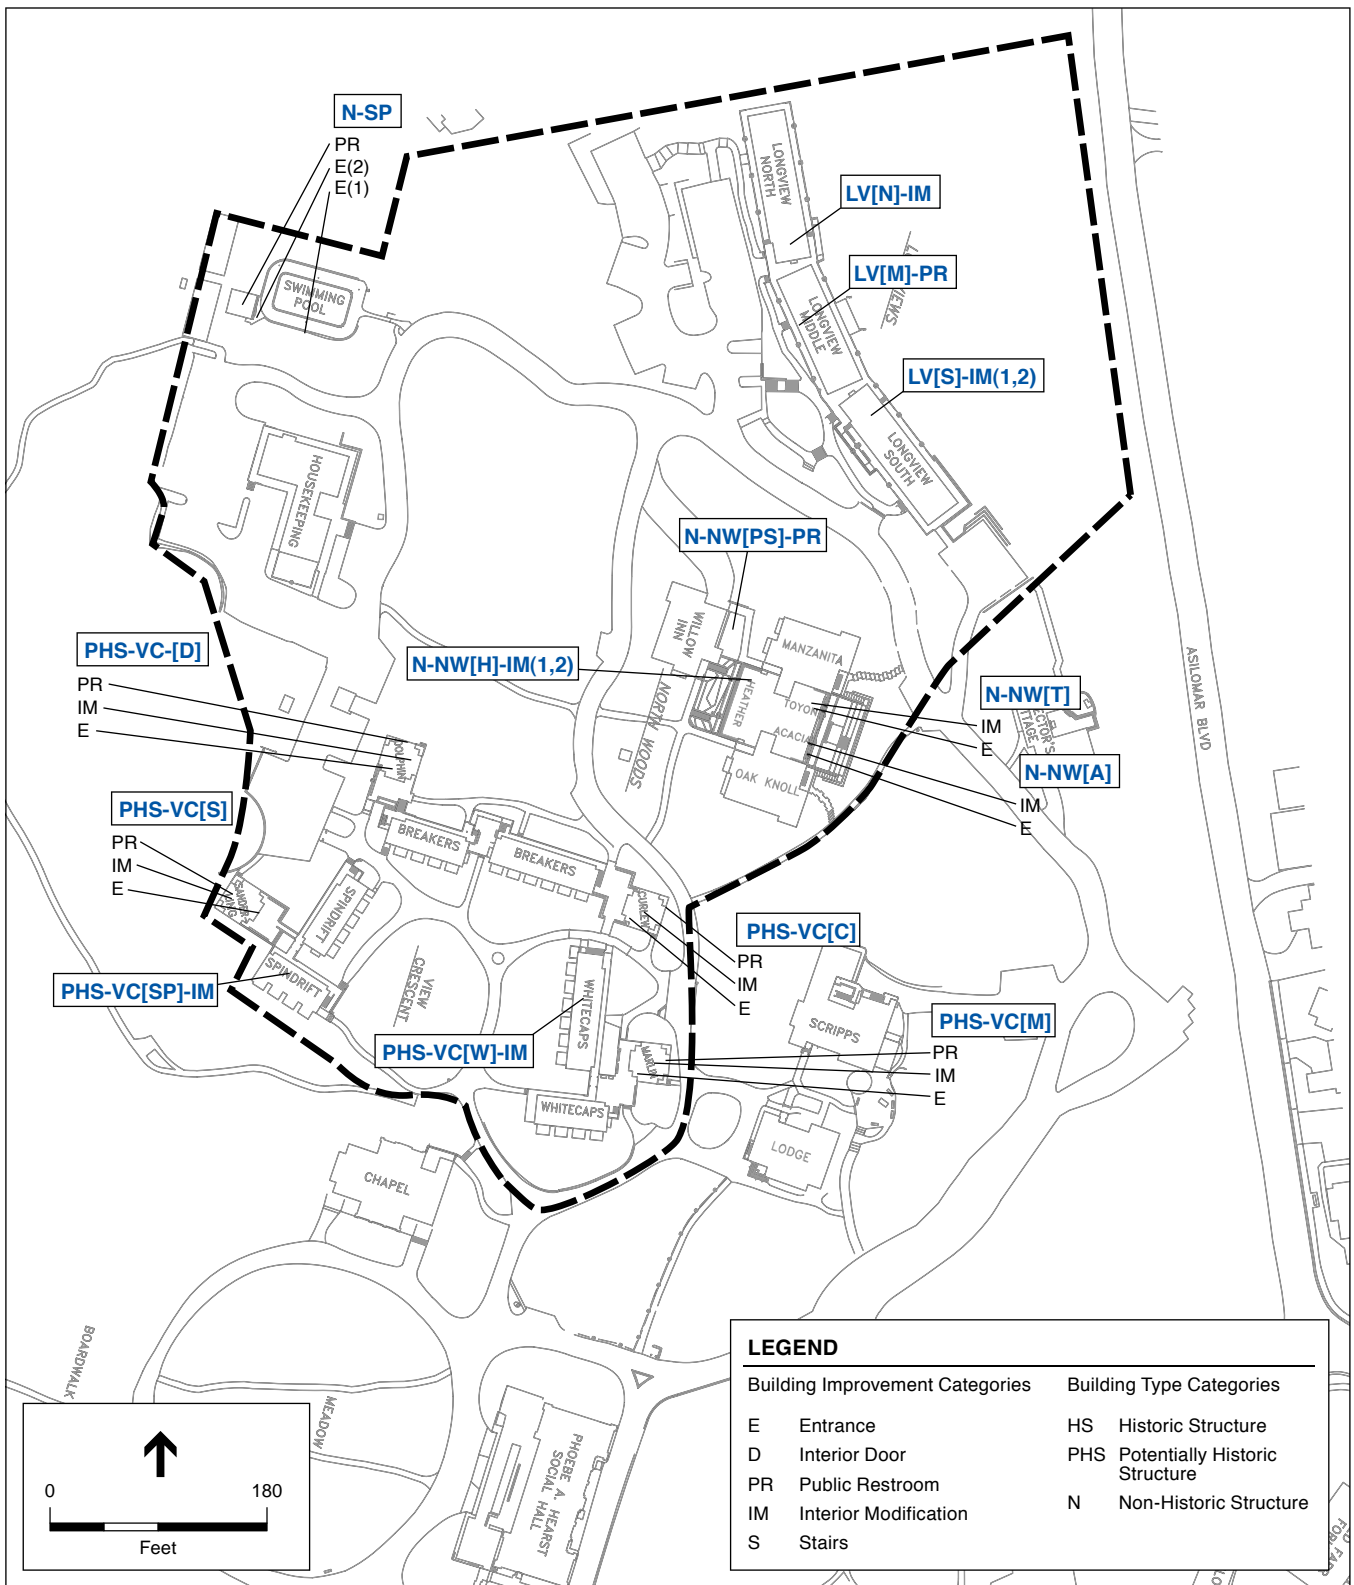 N-SP
PR
E(2)
E(1)
SWIMMING
POOL
LONGVIEW
NORTH
LV[N]-IM
LV[M]-PR
LONGVIEW
MIDDLE
LV[S]-IM(1,2)
LONGVIEW
SOUTH
HOUSEKEEPING
N-NW[PS]-PR
WILLOW
INN
MANZANITA
PHS-VC-[D]
PR
IM
E
N-NW[H]-IM(1,2)
HEATHER
NORTH WOODS
TOYON
ACACIA
OAK KNOLL
N-NW[T]
IM
E
N-NW[A]
IM
E
ASILOMAR BLVD
DOLPHIN
PHS-VC[S]
PR
IM
E
BREAKERS
BREAKERS
SPINDRIFT
CURLEW
PHS-VC[C]
PR
IM
E
SPINDRIFT
PHS-VC[SP]-IM
VIEW
CRESCENT
WHITECAPS
PHS-VC[W]-IM
SCRIPPS
PHS-VC[M]
PR
IM
E
MARLIN
WHITECAPS
LODGE
CHAPEL
BOARDWALK
MEADOW
PHOEBE A. HEARST
SOCIAL HALL
0 180
Feet
LEGEND
Building Improvement Categories
E Entrance
D Interior Door
PR Public Restroom
IM Interior Modification
S Stairs
Building Type Categories
HS Historic Structure
PHS Potentially Historic
Structure
N Non-Historic Structure